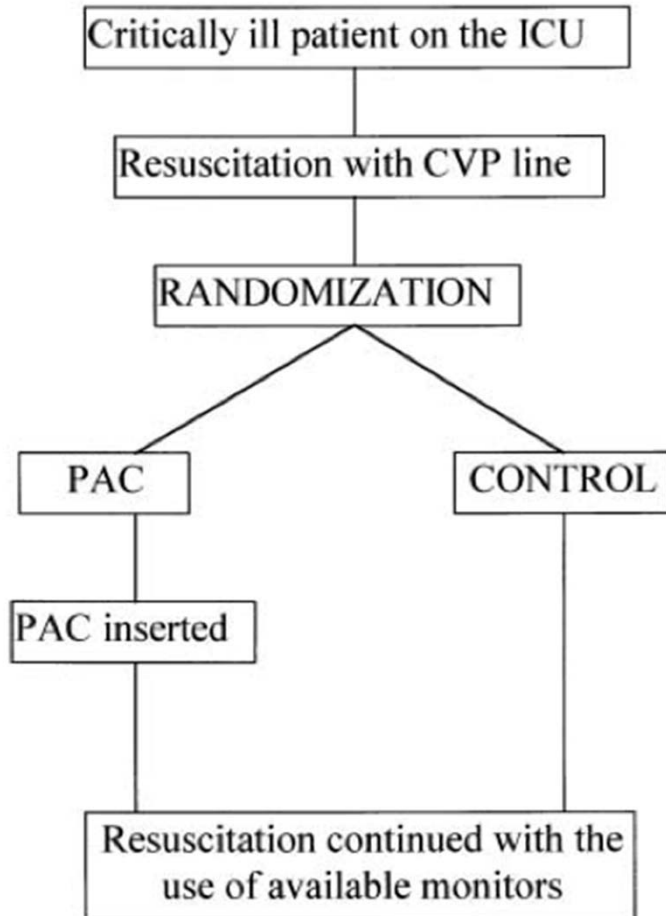 Critically ill patient on the ICU
Resuscitation with CVP line
RANDOMIZATION
PAC
CONTROL
PAC inserted
Resuscitation continued with the
use of available monitors